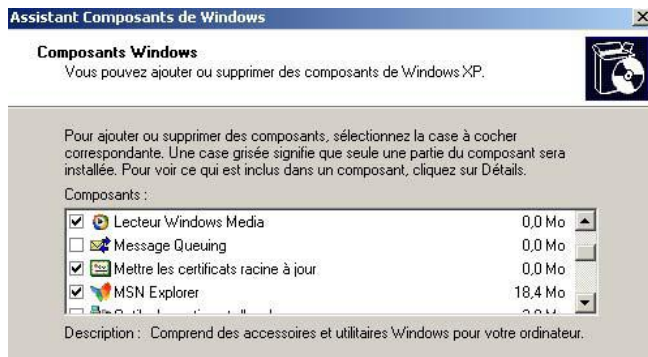 Assistant Composants de Windows
Composants Windows
Vous pouvez ajouter ou supprimer des composants de Windows XP.
Pour ajouter ou supprimer des composants, sélectionnez la case à cocher
correspondante. Une case grisée signifie que seule une partie du composant sera
installée. Pour voir ce qui est inclus dans un composant, cliquez sur Détails.
Composants :
Lecteur Windows Media 0,0 Mo
Message Queuing 0,0 Mo
Mettre les certificats racine à jour 0,0 Mo
MSN Explorer 18,4 Mo
Description : Comprend des accessoires et utilitaires Windows pour votre ordinateur.